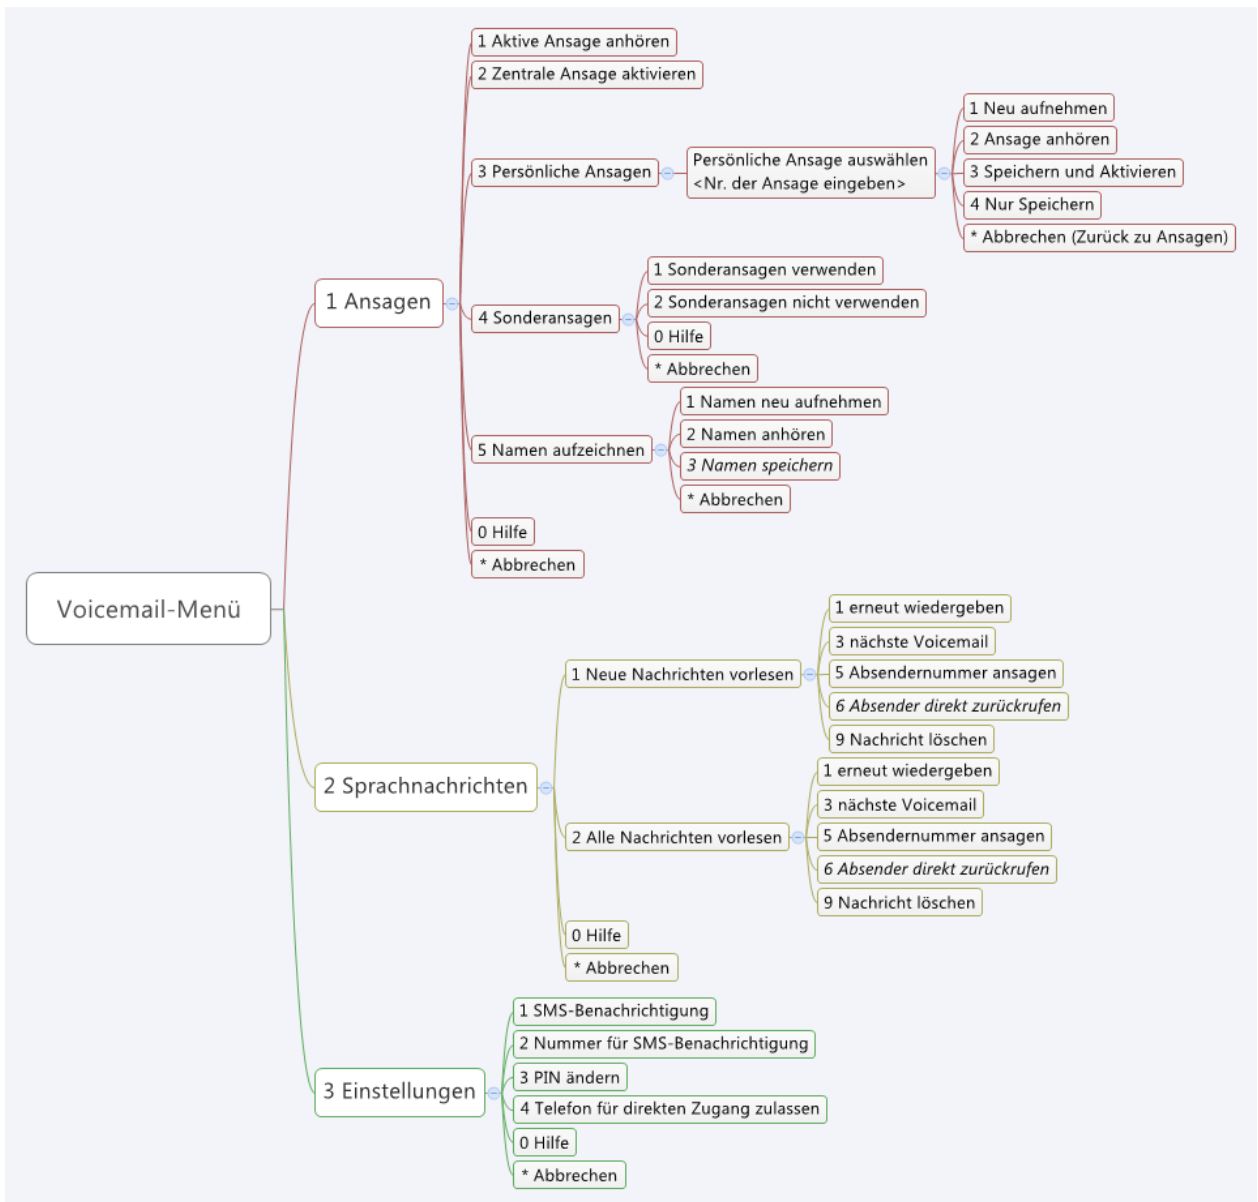 Voicemail-Menü
1 Ansagen
1 Aktive Ansage anhören
2 Zentrale Ansage aktivieren
3 Persönliche Ansagen
Persönliche Ansage auswählen
<Nr. der Ansage eingeben>
1 Neu aufnehmen
2 Ansage anhören
3 Speichern und Aktivieren
4 Nur Speichern
* Abbrechen (Zurück zu Ansagen)
4 Sonderansagen
1 Sonderansagen verwenden
2 Sonderansagen nicht verwenden
0 Hilfe
* Abbrechen
5 Namen aufzeichnen
1 Namen neu aufnehmen
2 Namen anhören
3 Namen speichern
* Abbrechen
0 Hilfe
* Abbrechen
2 Sprachnachrichten
1 Neue Nachrichten vorlesen
1 erneut wiedergeben
3 nächste Voicemail
5 Absendernummer ansagen
6 Absender direkt zurückrufen
9 Nachricht löschen
2 Alle Nachrichten vorlesen
1 erneut wiedergeben
3 nächste Voicemail
5 Absendernummer ansagen
6 Absender direkt zurückrufen
9 Nachricht löschen
0 Hilfe
* Abbrechen
3 Einstellungen
1 SMS-Benachrichtigung
2 Nummer für SMS-Benachrichtigung
3 PIN ändern
4 Telefon für direkten Zugang zulassen
0 Hilfe
* Abbrechen